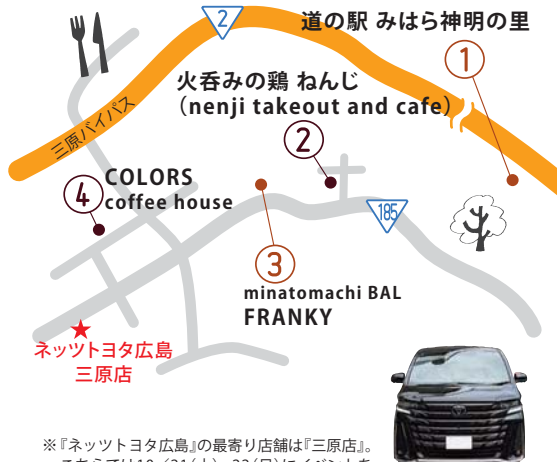 2
道の駅 みはら神明の里
1
火呑みの鶏 ねんじ
（nenji takeout and cafe）
2
三原バイパス
4
COLORS
coffee house
185
3
minatomachi BAL
FRANKY
ネッツトヨタ広島
三原店
※『ネッツトヨタ広島』の最寄り店舗は『三原店』。